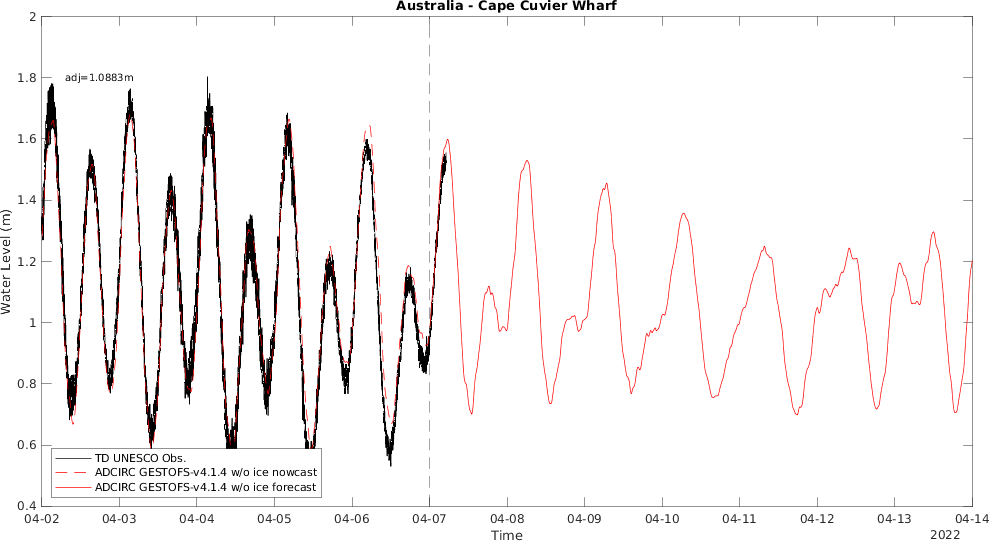 Australia - Cape Cuvier Wharf
2
1.8
1.6
1.4
1.2
1
0.8
0.6
0.4
Water Level (m)
adj=1.0883m
TD UNESCO Obs.
ADCIRC GESTOFS-v4.1.4 w/o ice nowcast
ADCIRC GESTOFS-v4.1.4 w/o ice forecast
04-02 04-03 04-04 04-05 04-06 04-07 04-08 04-09 04-10 04-11 04-12 04-13 04-14
Time
2022